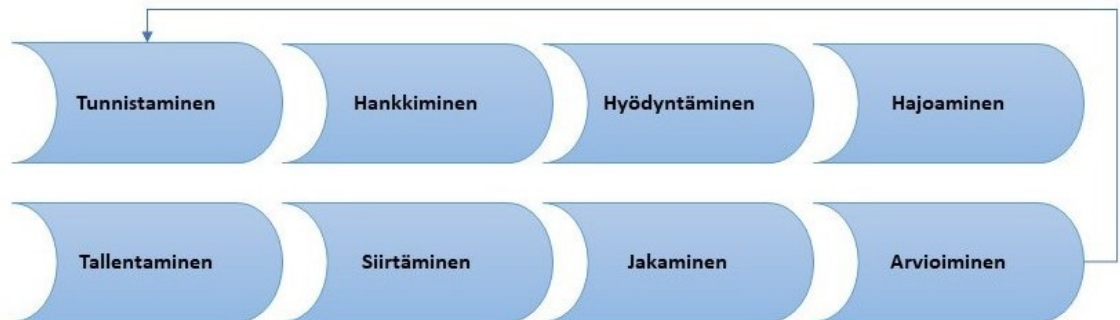 Tunnistaminen Hankkiminen Hyödyntäminen Hajoaminen
Tallentaminen Siirtäminen Jakaminen Arvioiminen